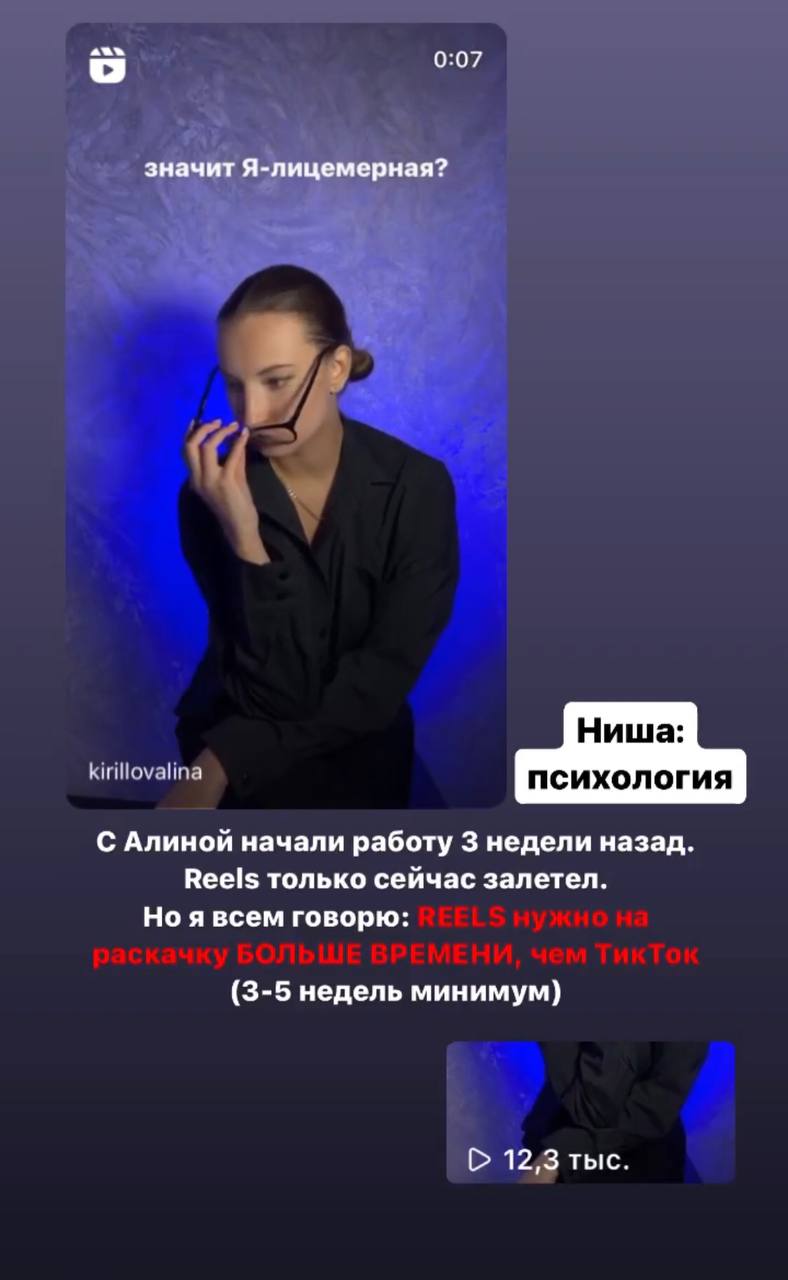 0:07
значит Я-лицемерная?
kirillovalina
Ниша:
психология
С Алиной начали работу 3 недели назад.
Reels только сейчас залетел.
Но я всем говорю: REELS нужно на
раскачку БОЛЬШЕ ВРЕМЕНИ, чем ТикТок
(3-5 недель минимум)
12,3 тыс.